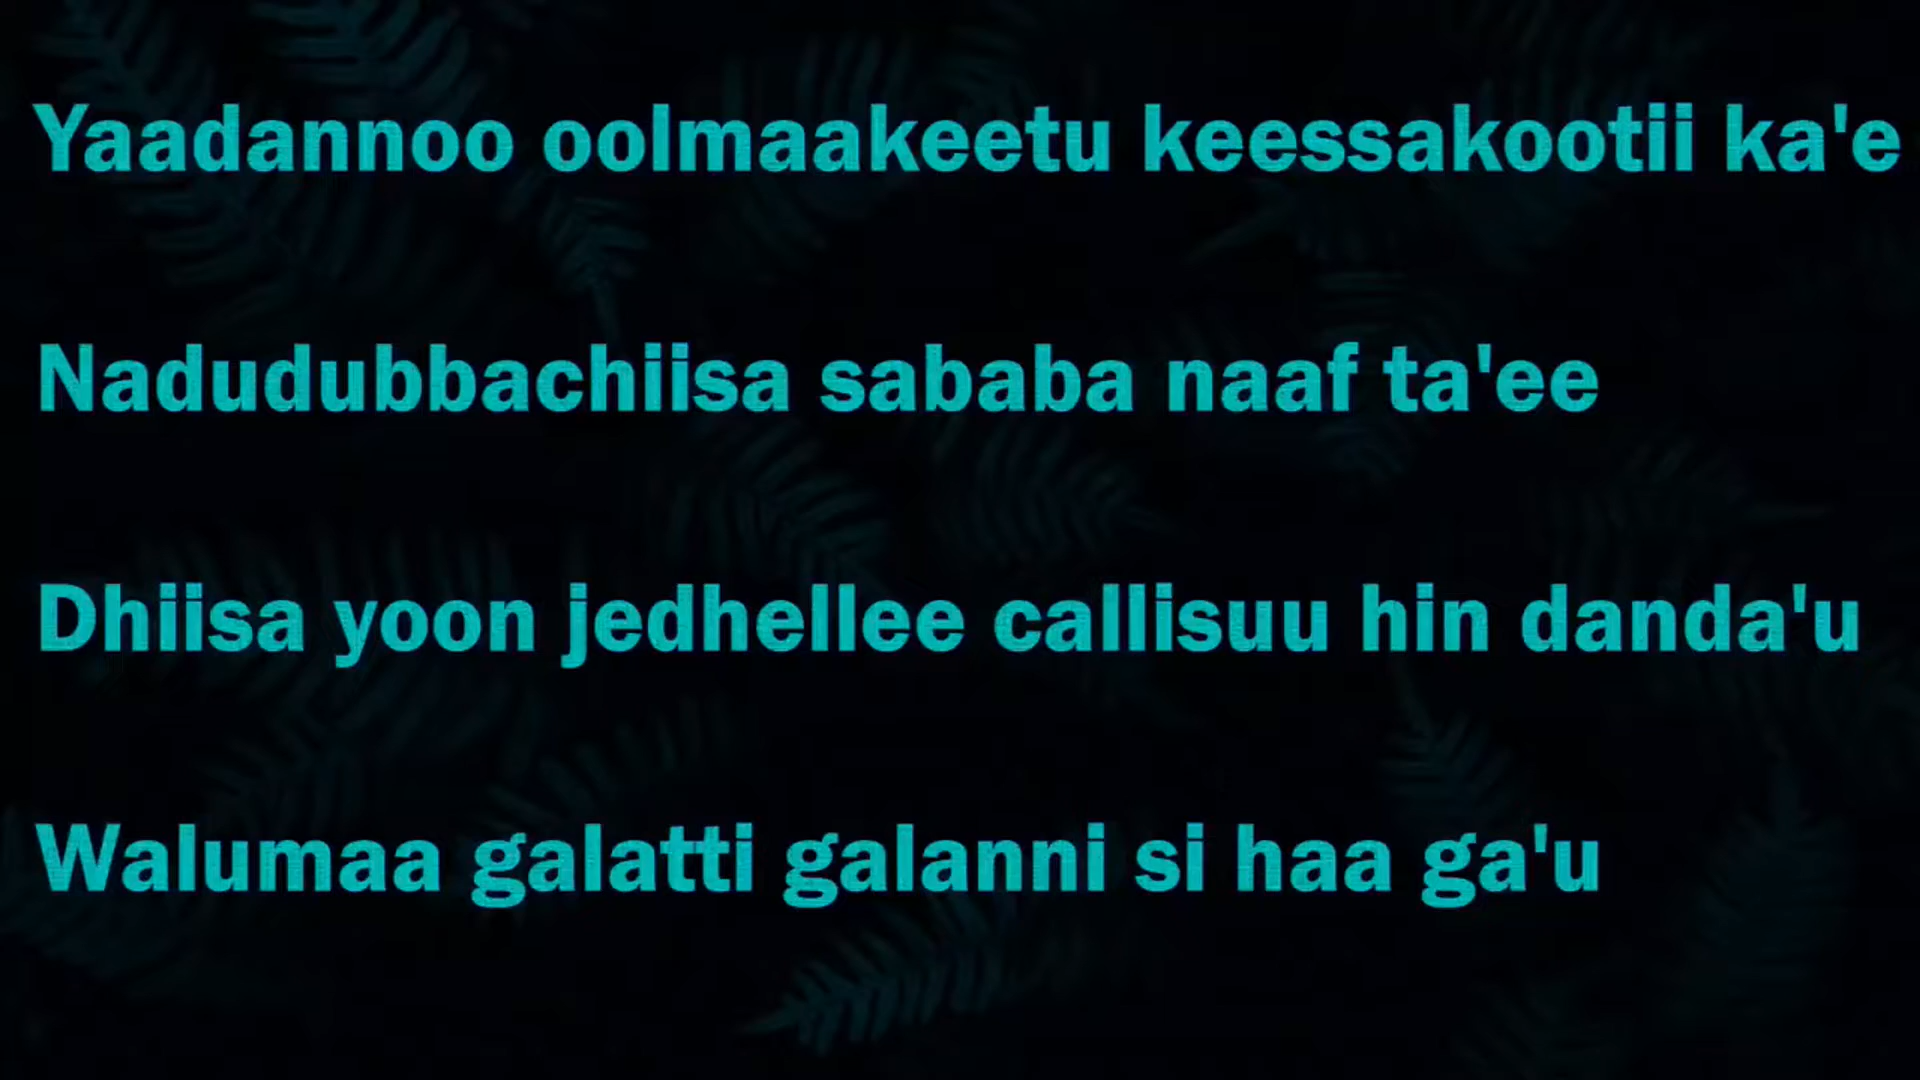 Yaadannoo oolmaakeetu keessakootii ka'e
Nadudubbachiisa sababa naaf ta'ee
Dhiisa yoon jedhellee callisuu hin danda'u
Walumaa galatti galanni si haa ga'u